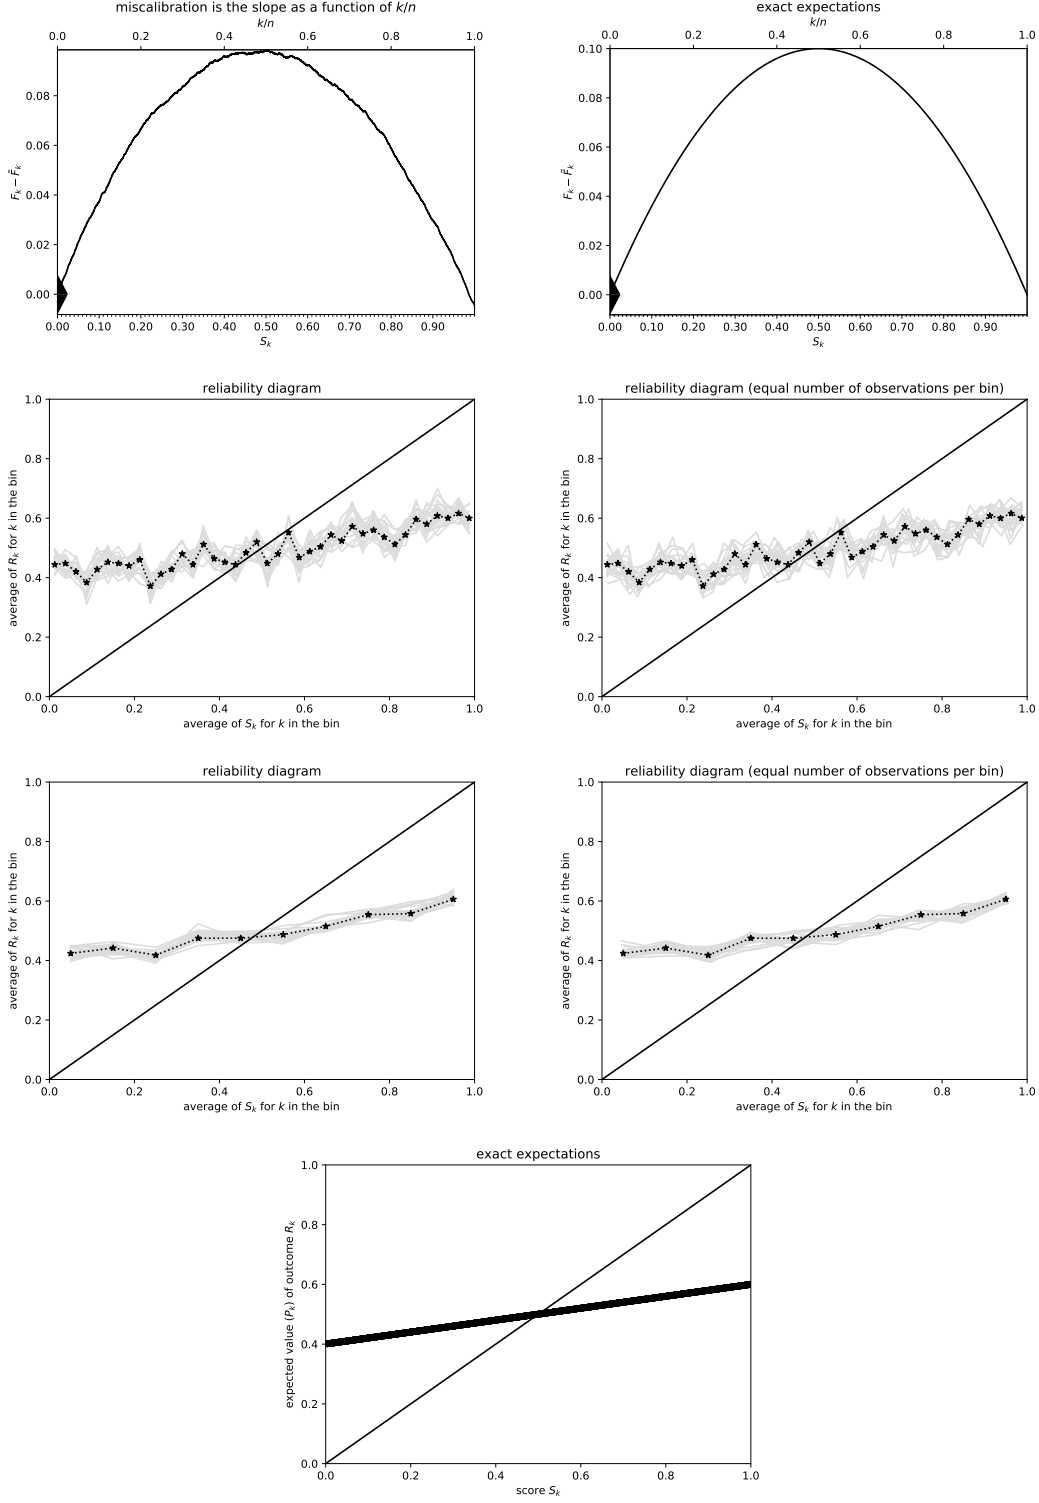 miscalibration is the slope as a function of k/n
k/n
0.0 0.2 0.4 0.6 0.8 1.0
0.08
0.06
0.04
0.02
0.00
F_k − F̃_k
0.00 0.10 0.20 0.30 0.40 0.50 0.60 0.70 0.80 0.90
S_k
exact expectations
k/n
0.0 0.2 0.4 0.6 0.8 1.0
0.10
0.08
0.06
0.04
0.02
0.00
F_k − F̃_k
0.00 0.10 0.20 0.30 0.40 0.50 0.60 0.70 0.80 0.90
S_k
reliability diagram
1.0
0.8
0.6
0.4
0.2
0.0
average of R_k for k in the bin
0.0 0.2 0.4 0.6 0.8 1.0
average of S_k for k in the bin
reliability diagram (equal number of observations per bin)
1.0
0.8
0.6
0.4
0.2
0.0
average of R_k for k in the bin
0.0 0.2 0.4 0.6 0.8 1.0
average of S_k for k in the bin
reliability diagram
1.0
0.8
0.6
0.4
0.2
0.0
average of R_k for k in the bin
0.0 0.2 0.4 0.6 0.8 1.0
average of S_k for k in the bin
reliability diagram (equal number of observations per bin)
1.0
0.8
0.6
0.4
0.2
0.0
average of R_k for k in the bin
0.0 0.2 0.4 0.6 0.8 1.0
average of S_k for k in the bin
exact expectations
1.0
0.8
0.6
0.4
0.2
0.0
expected value (P_k) of outcome R_k
0.0 0.2 0.4 0.6 0.8 1.0
score S_k